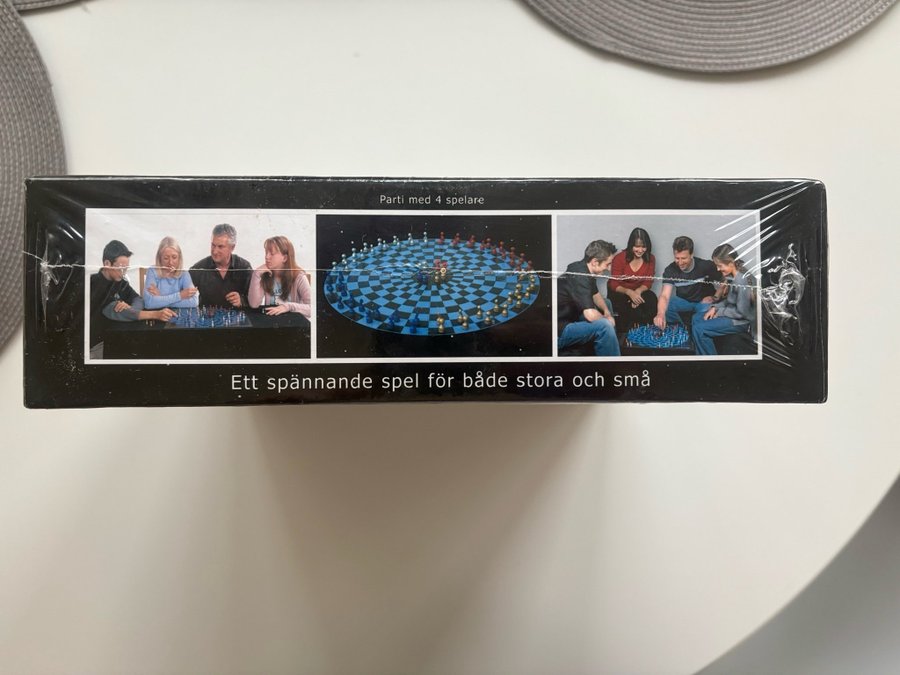 Parti med 4 spelare
Ett spännande spel för både stora och små